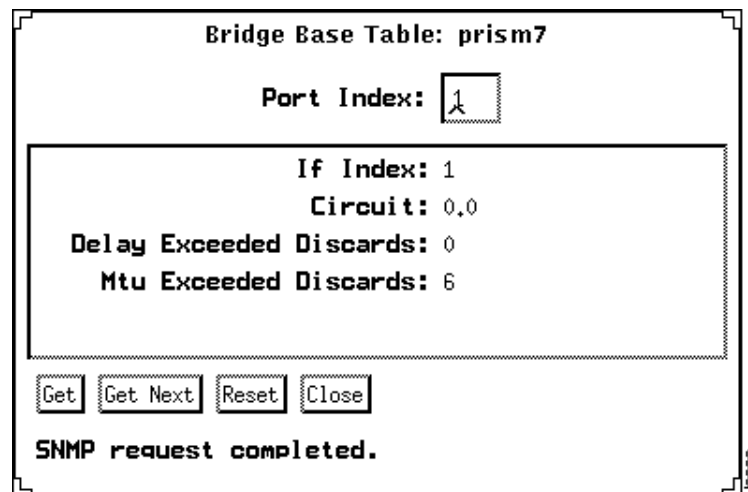 Bridge Base Table: prism7
Port Index: 1
If Index: 1
Circuit: 0.0
Delay Exceeded Discards: 0
Mtu Exceeded Discards: 6
Get Get Next Reset Close
SNMP request completed.